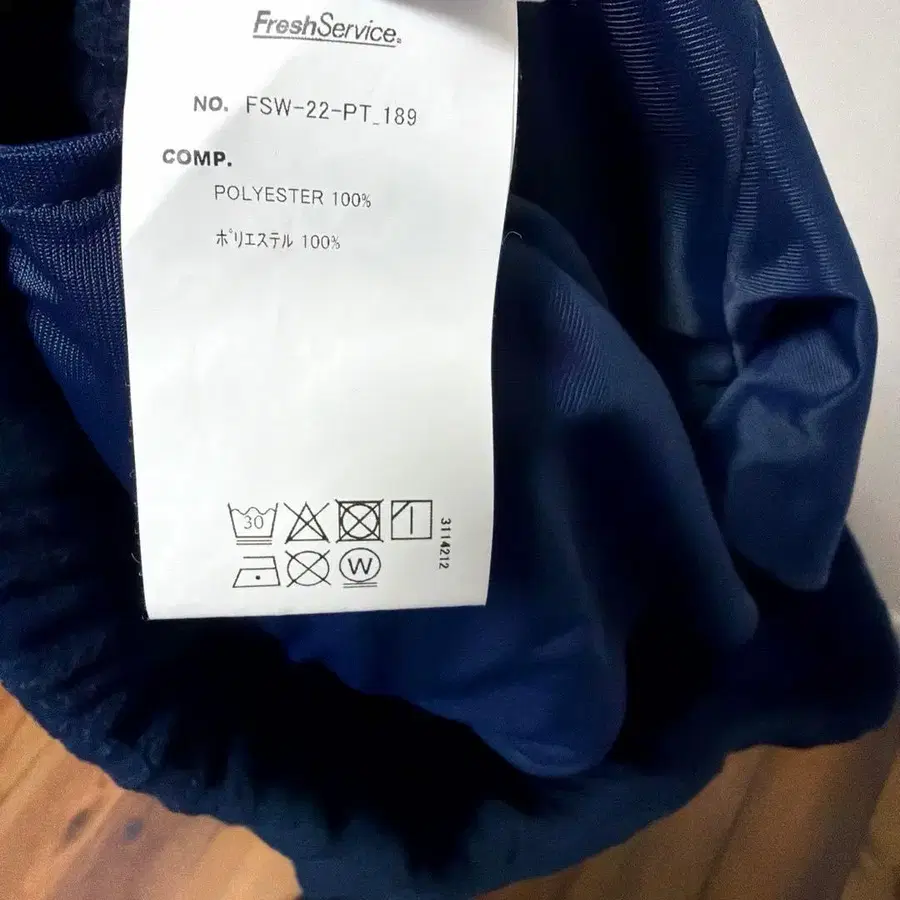 FreshService®
NO. FSW-22-PT_189
COMP.
POLYESTER 100%
ポリエステル 100%
30
W
3114212